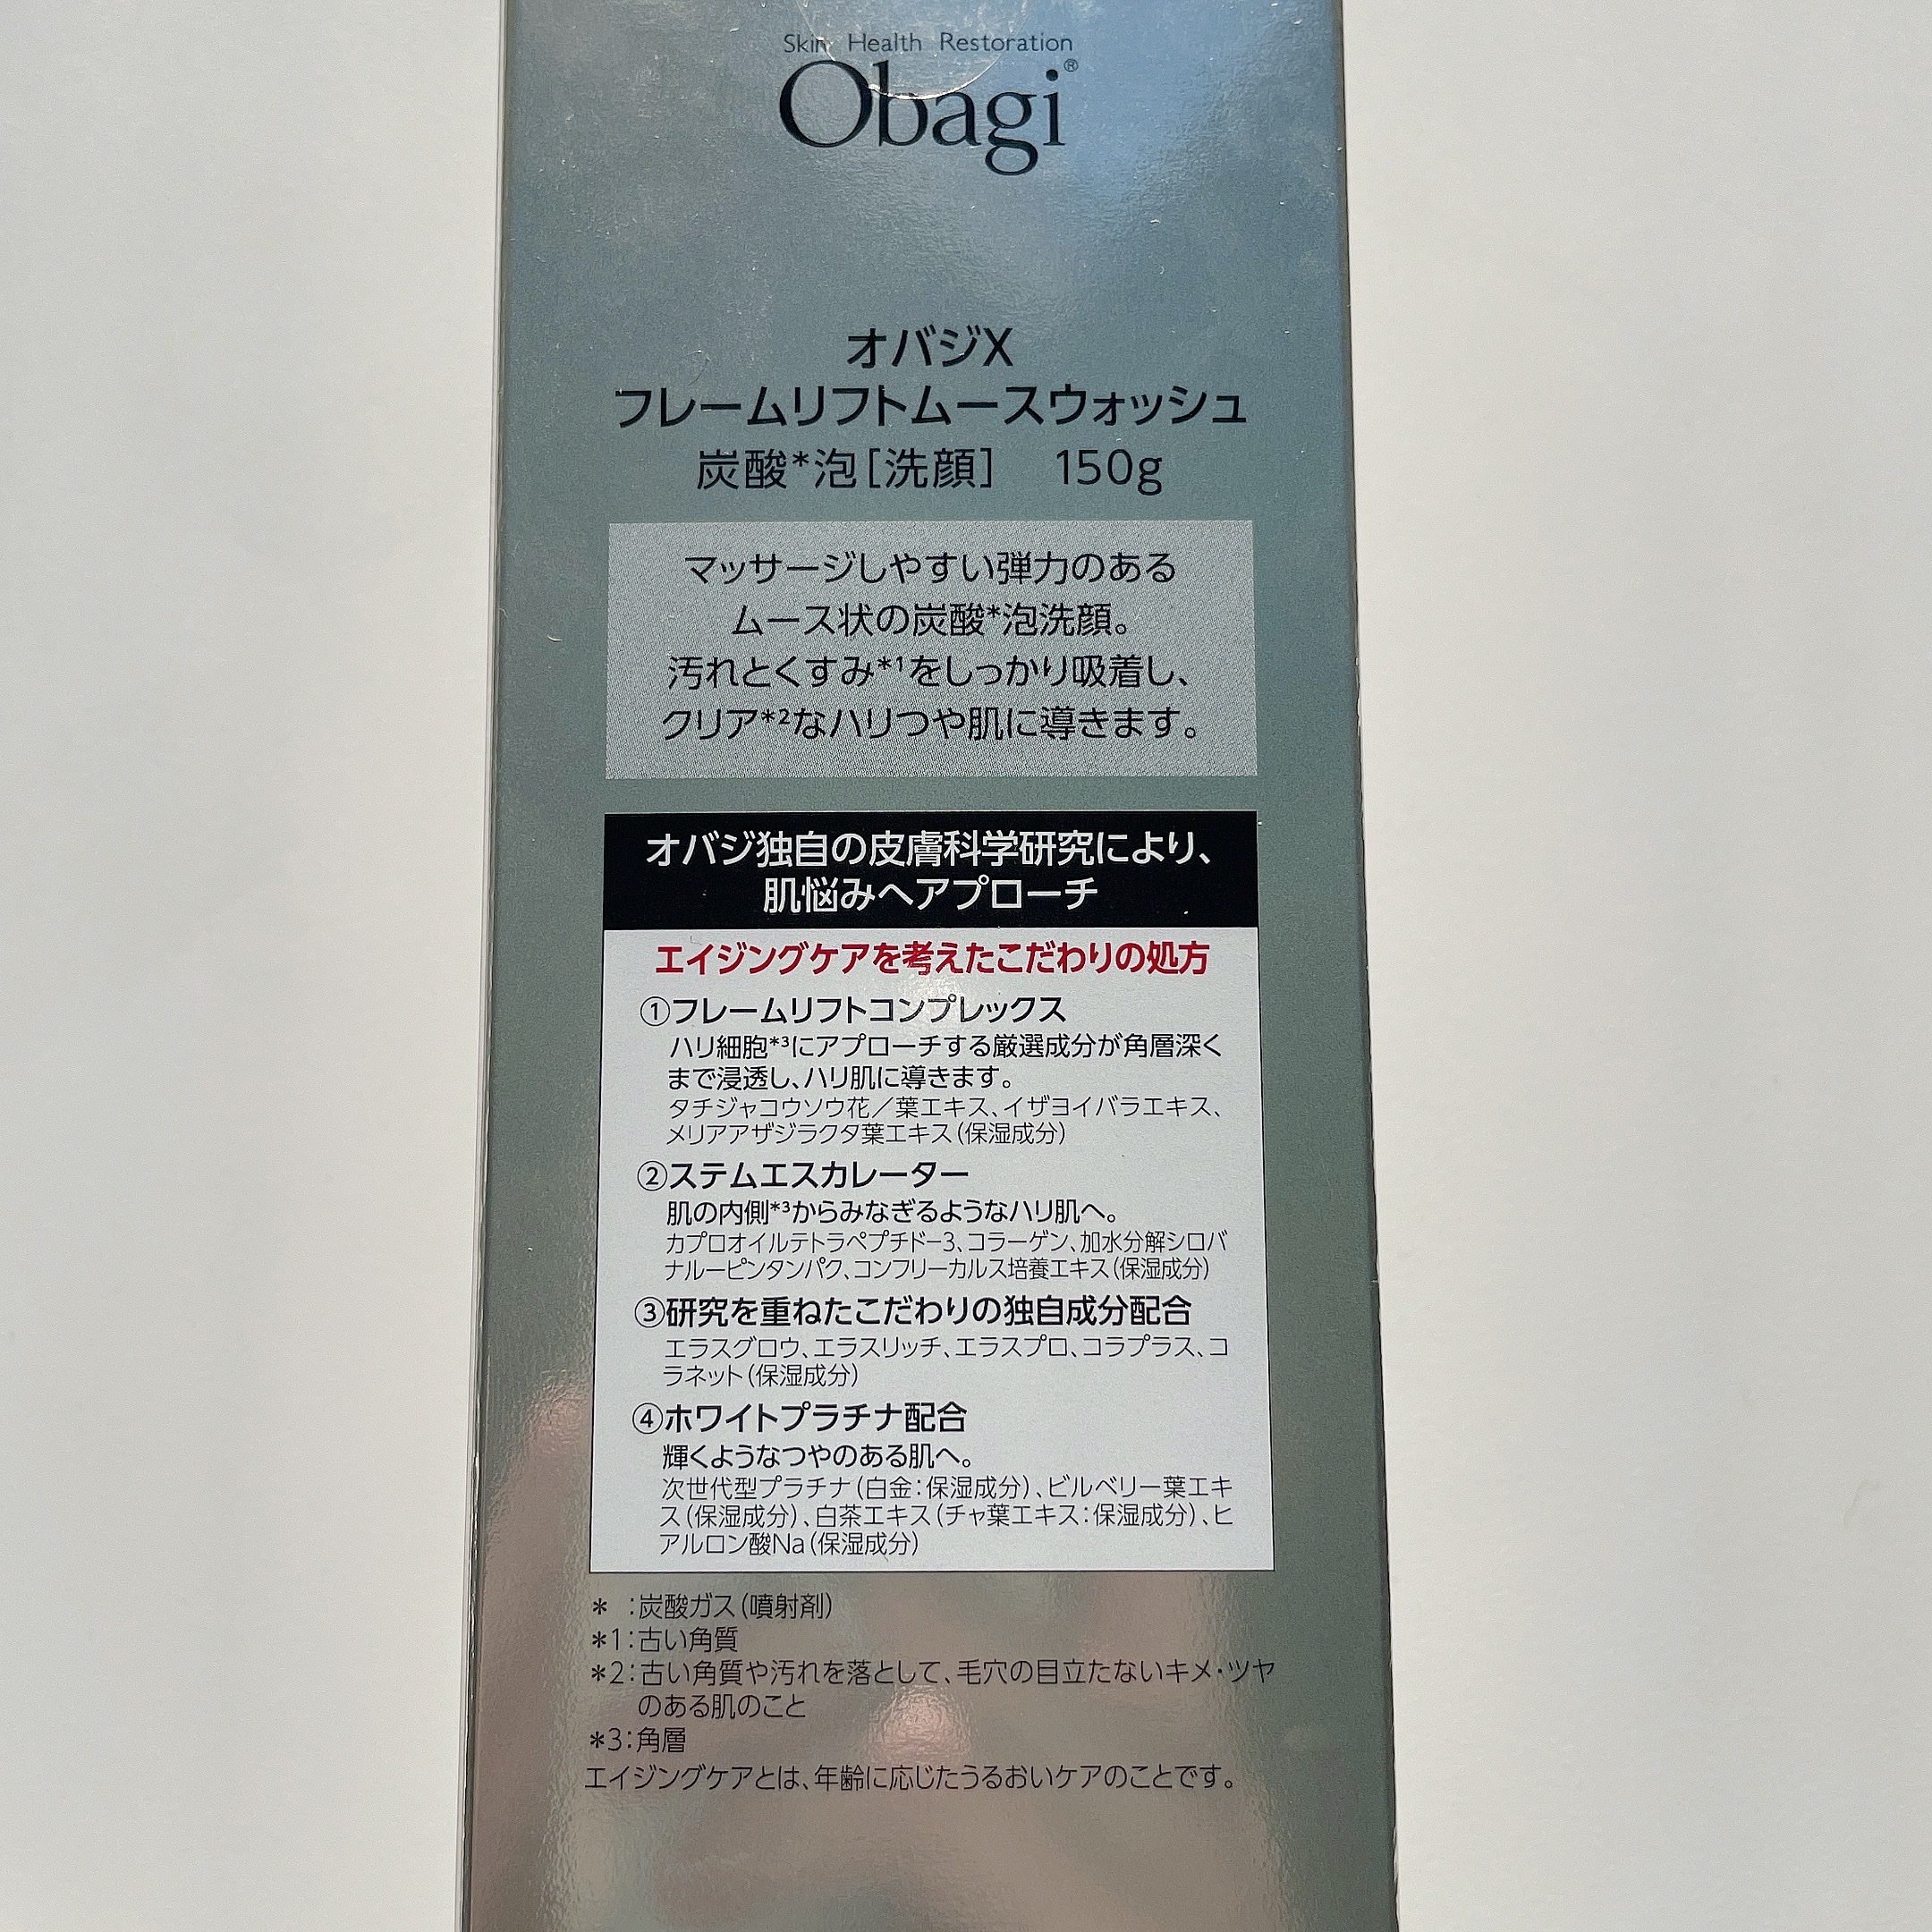 Skin Health Restoration
Obagi®
オバジX
フレームリフトムースウォッシュ
炭酸*泡[洗顔] 150g
マッサージしやすい弾力のある
ムース状の炭酸*泡洗顔。
汚れとくすみ*1をしっかり吸着し、
クリア*2なハリつや肌に導きます。
オバジ独自の皮膚科学研究により、
肌悩みへアプローチ
エイジングケアを考えたこだわりの処方
①フレームリフトコンプレックス
ハリ細胞*3にアプローチする厳選成分が角層深く
まで浸透し、ハリ肌に導きます。
タチジャコウソウ花/葉エキス、イザヨイバラエキス、
メリアアザジラクタ葉エキス(保湿成分)
②ステムエスカレーター
肌の内側*3からみなぎるようなハリ肌へ。
カプロオイルテトラペプチド-3、コラーゲン、加水分解シロバ
ナルーピンタンパク、コンフリーカルス培養エキス(保湿成分)
③研究を重ねたこだわりの独自成分配合
エラスグロウ、エラスリッチ、エラスプロ、コラプラス、コ
ラネット(保湿成分)
④ホワイトプラチナ配合
輝くようなつやのある肌へ。
次世代型プラチナ(白金:保湿成分)、ビルベリー葉エキ
ス(保湿成分)、白茶エキス(チャ葉エキス:保湿成分)、ヒ
アルロン酸Na(保湿成分)
* :炭酸ガス(噴射剤)
*1:古い角質
*2:古い角質や汚れを落として、毛穴の目立たないキメ・ツヤ
のある肌のこと
*3:角層
エイジングケアとは、年齢に応じたうるおいケアのことです。